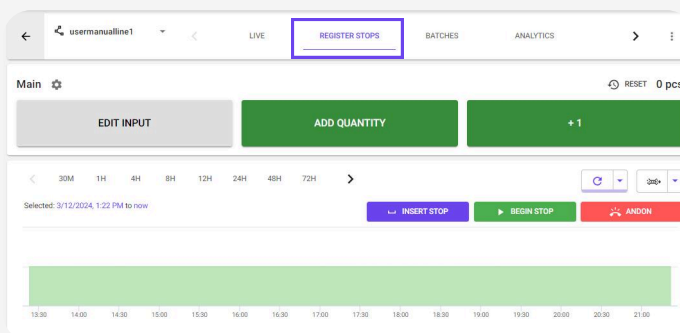 usermanualline1
LIVE REGISTER STOPS BATCHES ANALYTICS
Main RESET 0 pcs
EDIT INPUT ADD QUANTITY + 1
30M 1H 4H 8H 12H 24H 48H 72H
Selected: 3/12/2024, 1:22 PM to now INSERT STOP BEGIN STOP ANDON
13:30 14:00 14:30 15:00 15:30 16:00 16:30 17:00 17:30 18:00 18:30 19:00 19:30 20:00 20:30 21:00